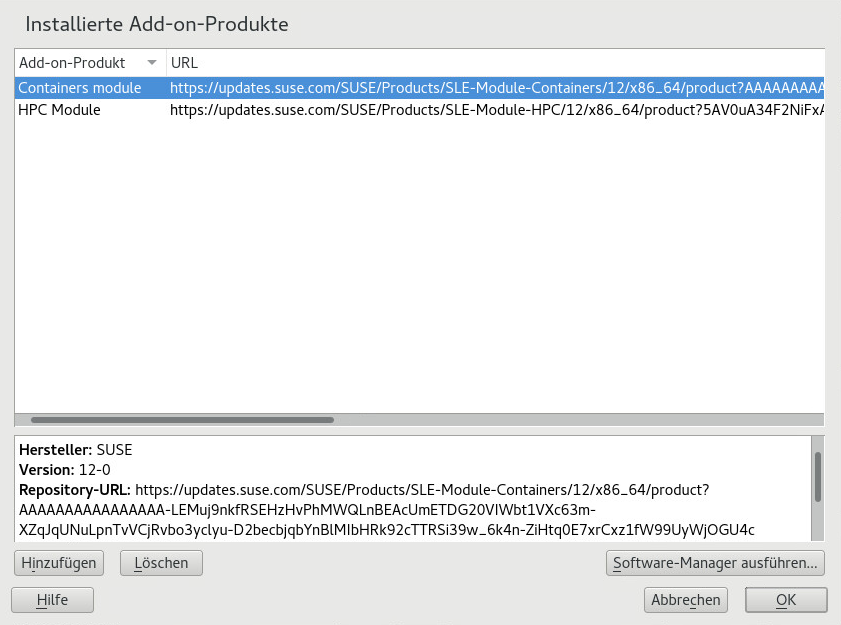 Installierte Add-on-Produkte
Add-on-Produkt URL
Containers module https://updates.suse.com/SUSE/Products/SLE-Module-Containers/12/x86_64/product?AAAAAAAAA
HPC Module https://updates.suse.com/SUSE/Products/SLE-Module-HPC/12/x86_64/product?5AV0uA34F2NiFxA
Hersteller: SUSE
Version: 12-0
Repository-URL: https://updates.suse.com/SUSE/Products/SLE-Module-Containers/12/x86_64/product?
AAAAAAAAAAAAAAAA-LEMuj9nkfRSEHzHvPhMWQLnBEAcUmETDG20VIWbt1VXc63m-
XZqJqUNuLpnTvVCjRvbo3yclyu-D2becbjqbYnBlMIbHRk92cTTRSi39w_6k4n-ZiHtq0E7xrCxz1fW99UyWjOGU4c
Hinzufügen Löschen Software-Manager ausführen...
Hilfe Abbrechen OK